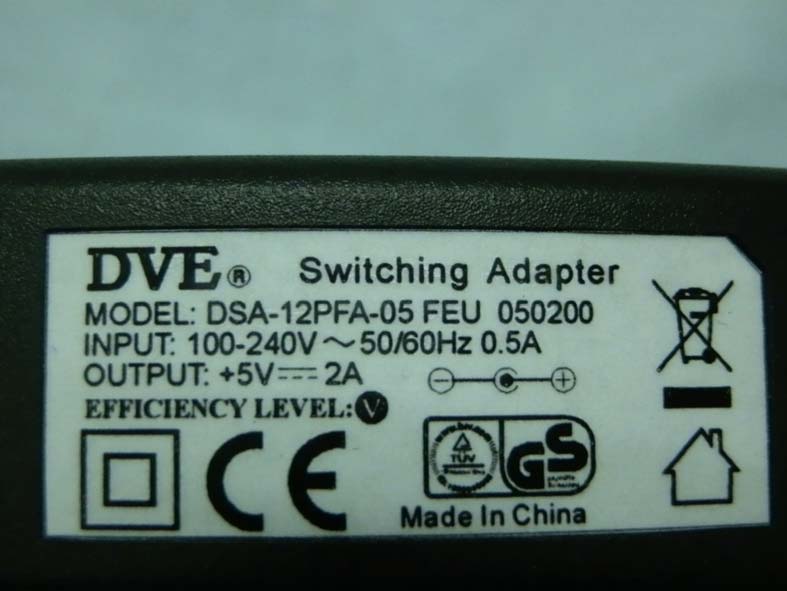 DVE® Switching Adapter
MODEL: DSA-12PFA-05 FEU 050200
INPUT: 100-240V～50/60Hz 0.5A
OUTPUT: +5V⎓2A
EFFICIENCY LEVEL: V
CE
TÜV
GS
Made In China